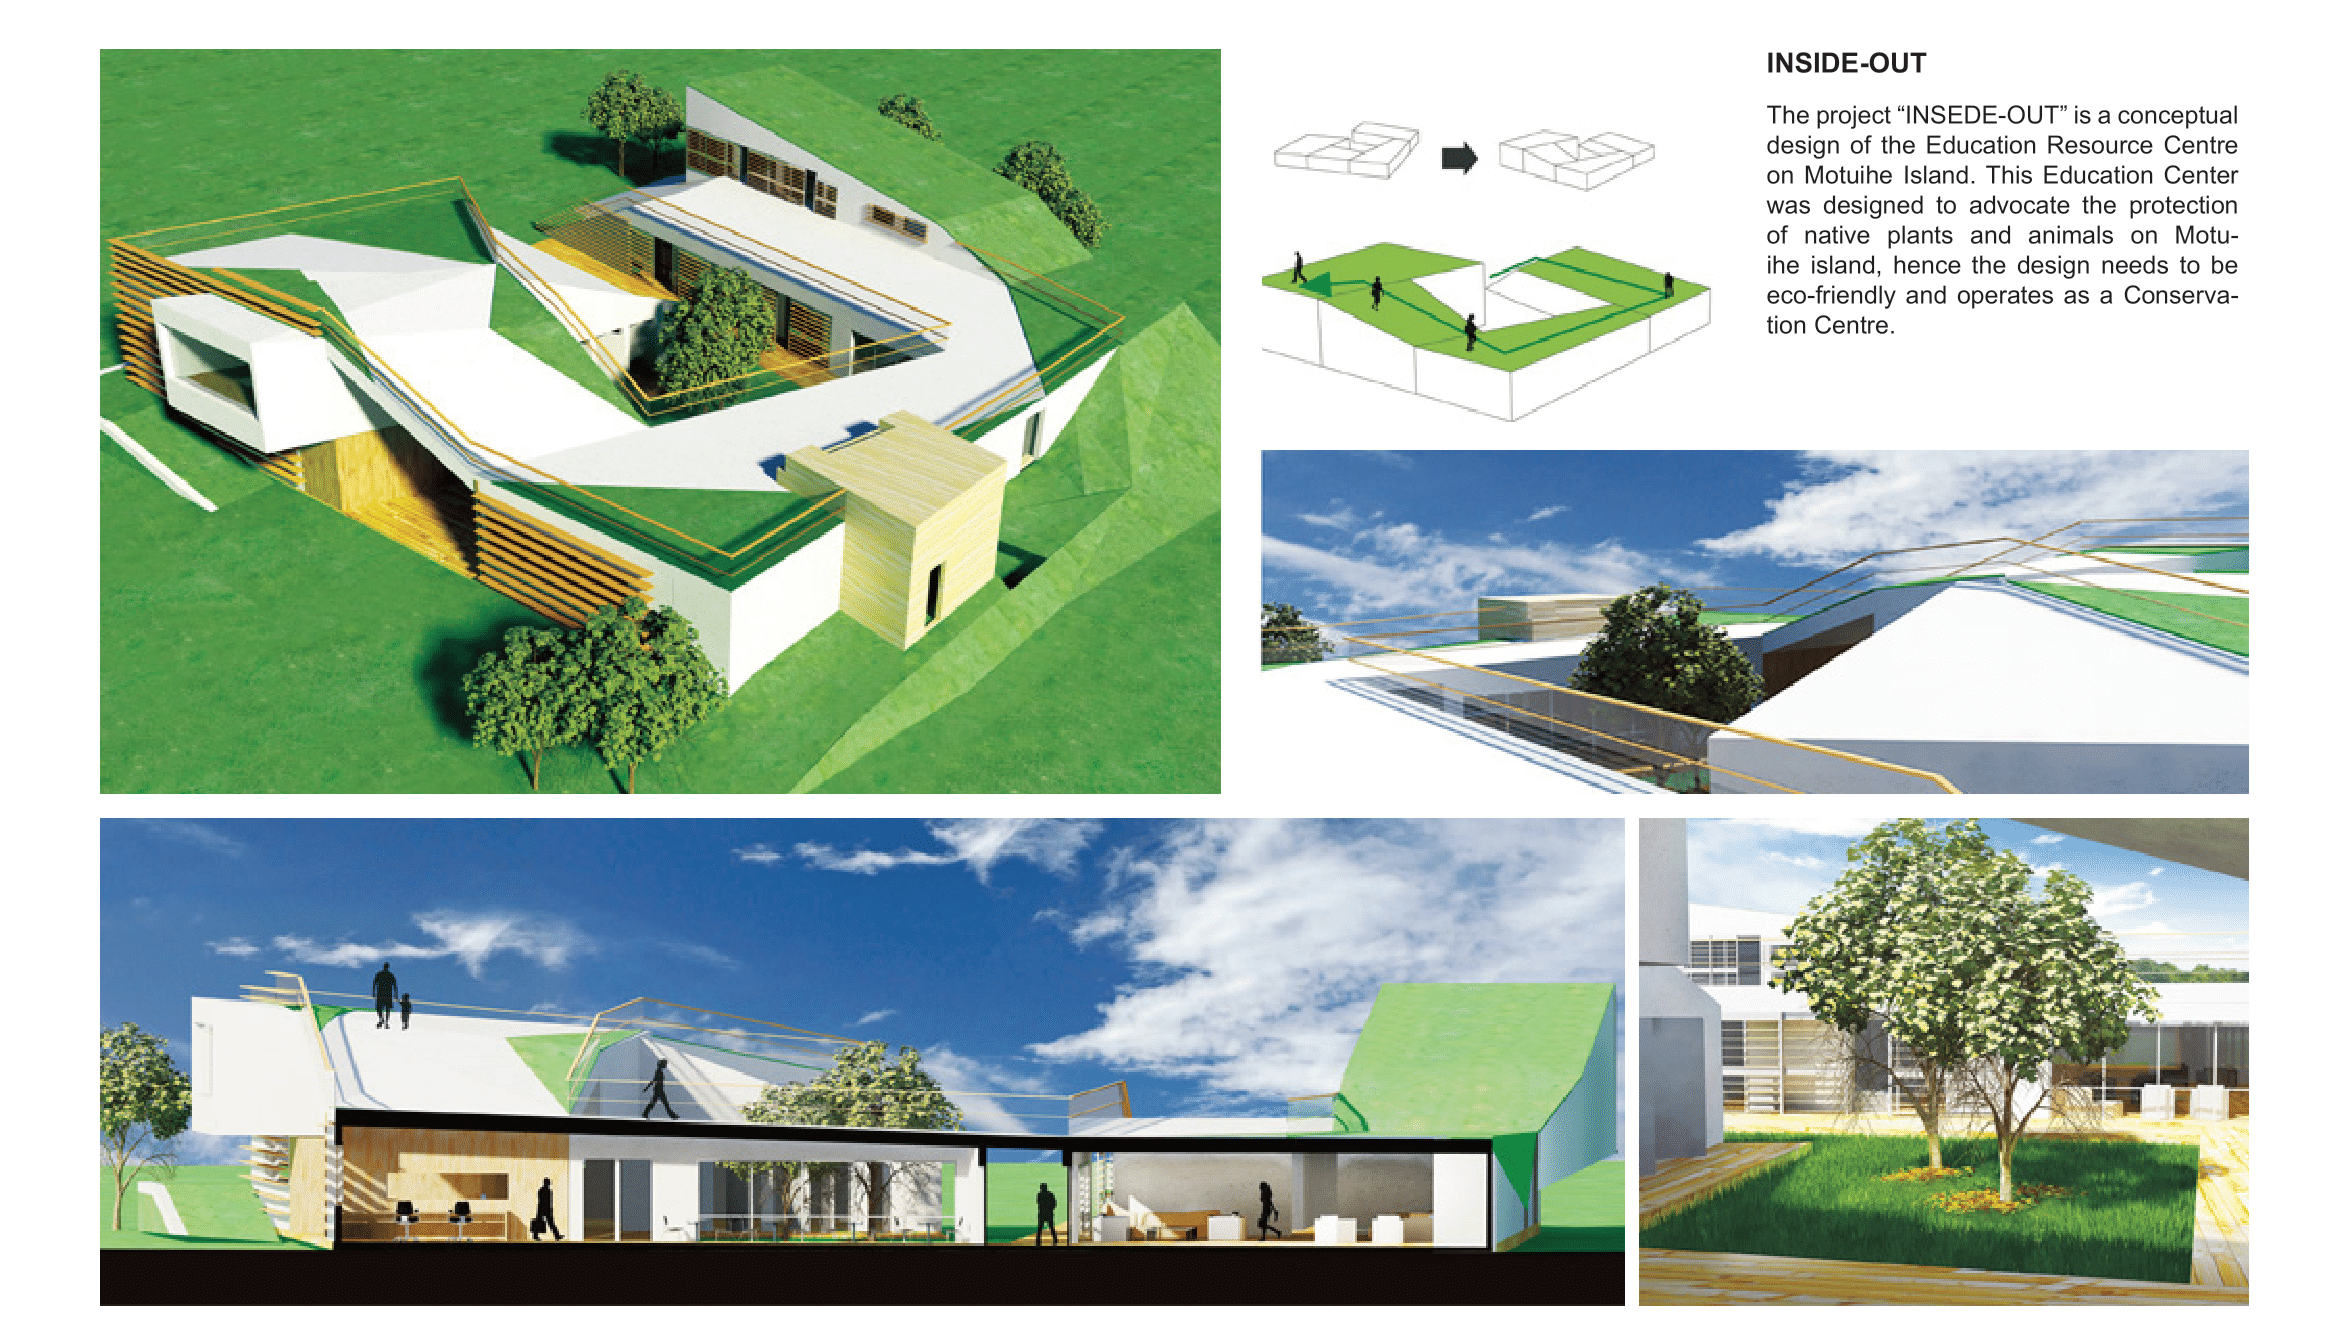 INSIDE-OUT
The project “INSEDE-OUT” is a conceptual
design of the Education Resource Centre
on Motuihe Island. This Education Center
was designed to advocate the protection
of native plants and animals on Motu-
ihe island, hence the design needs to be
eco-friendly and operates as a Conserva-
tion Centre.